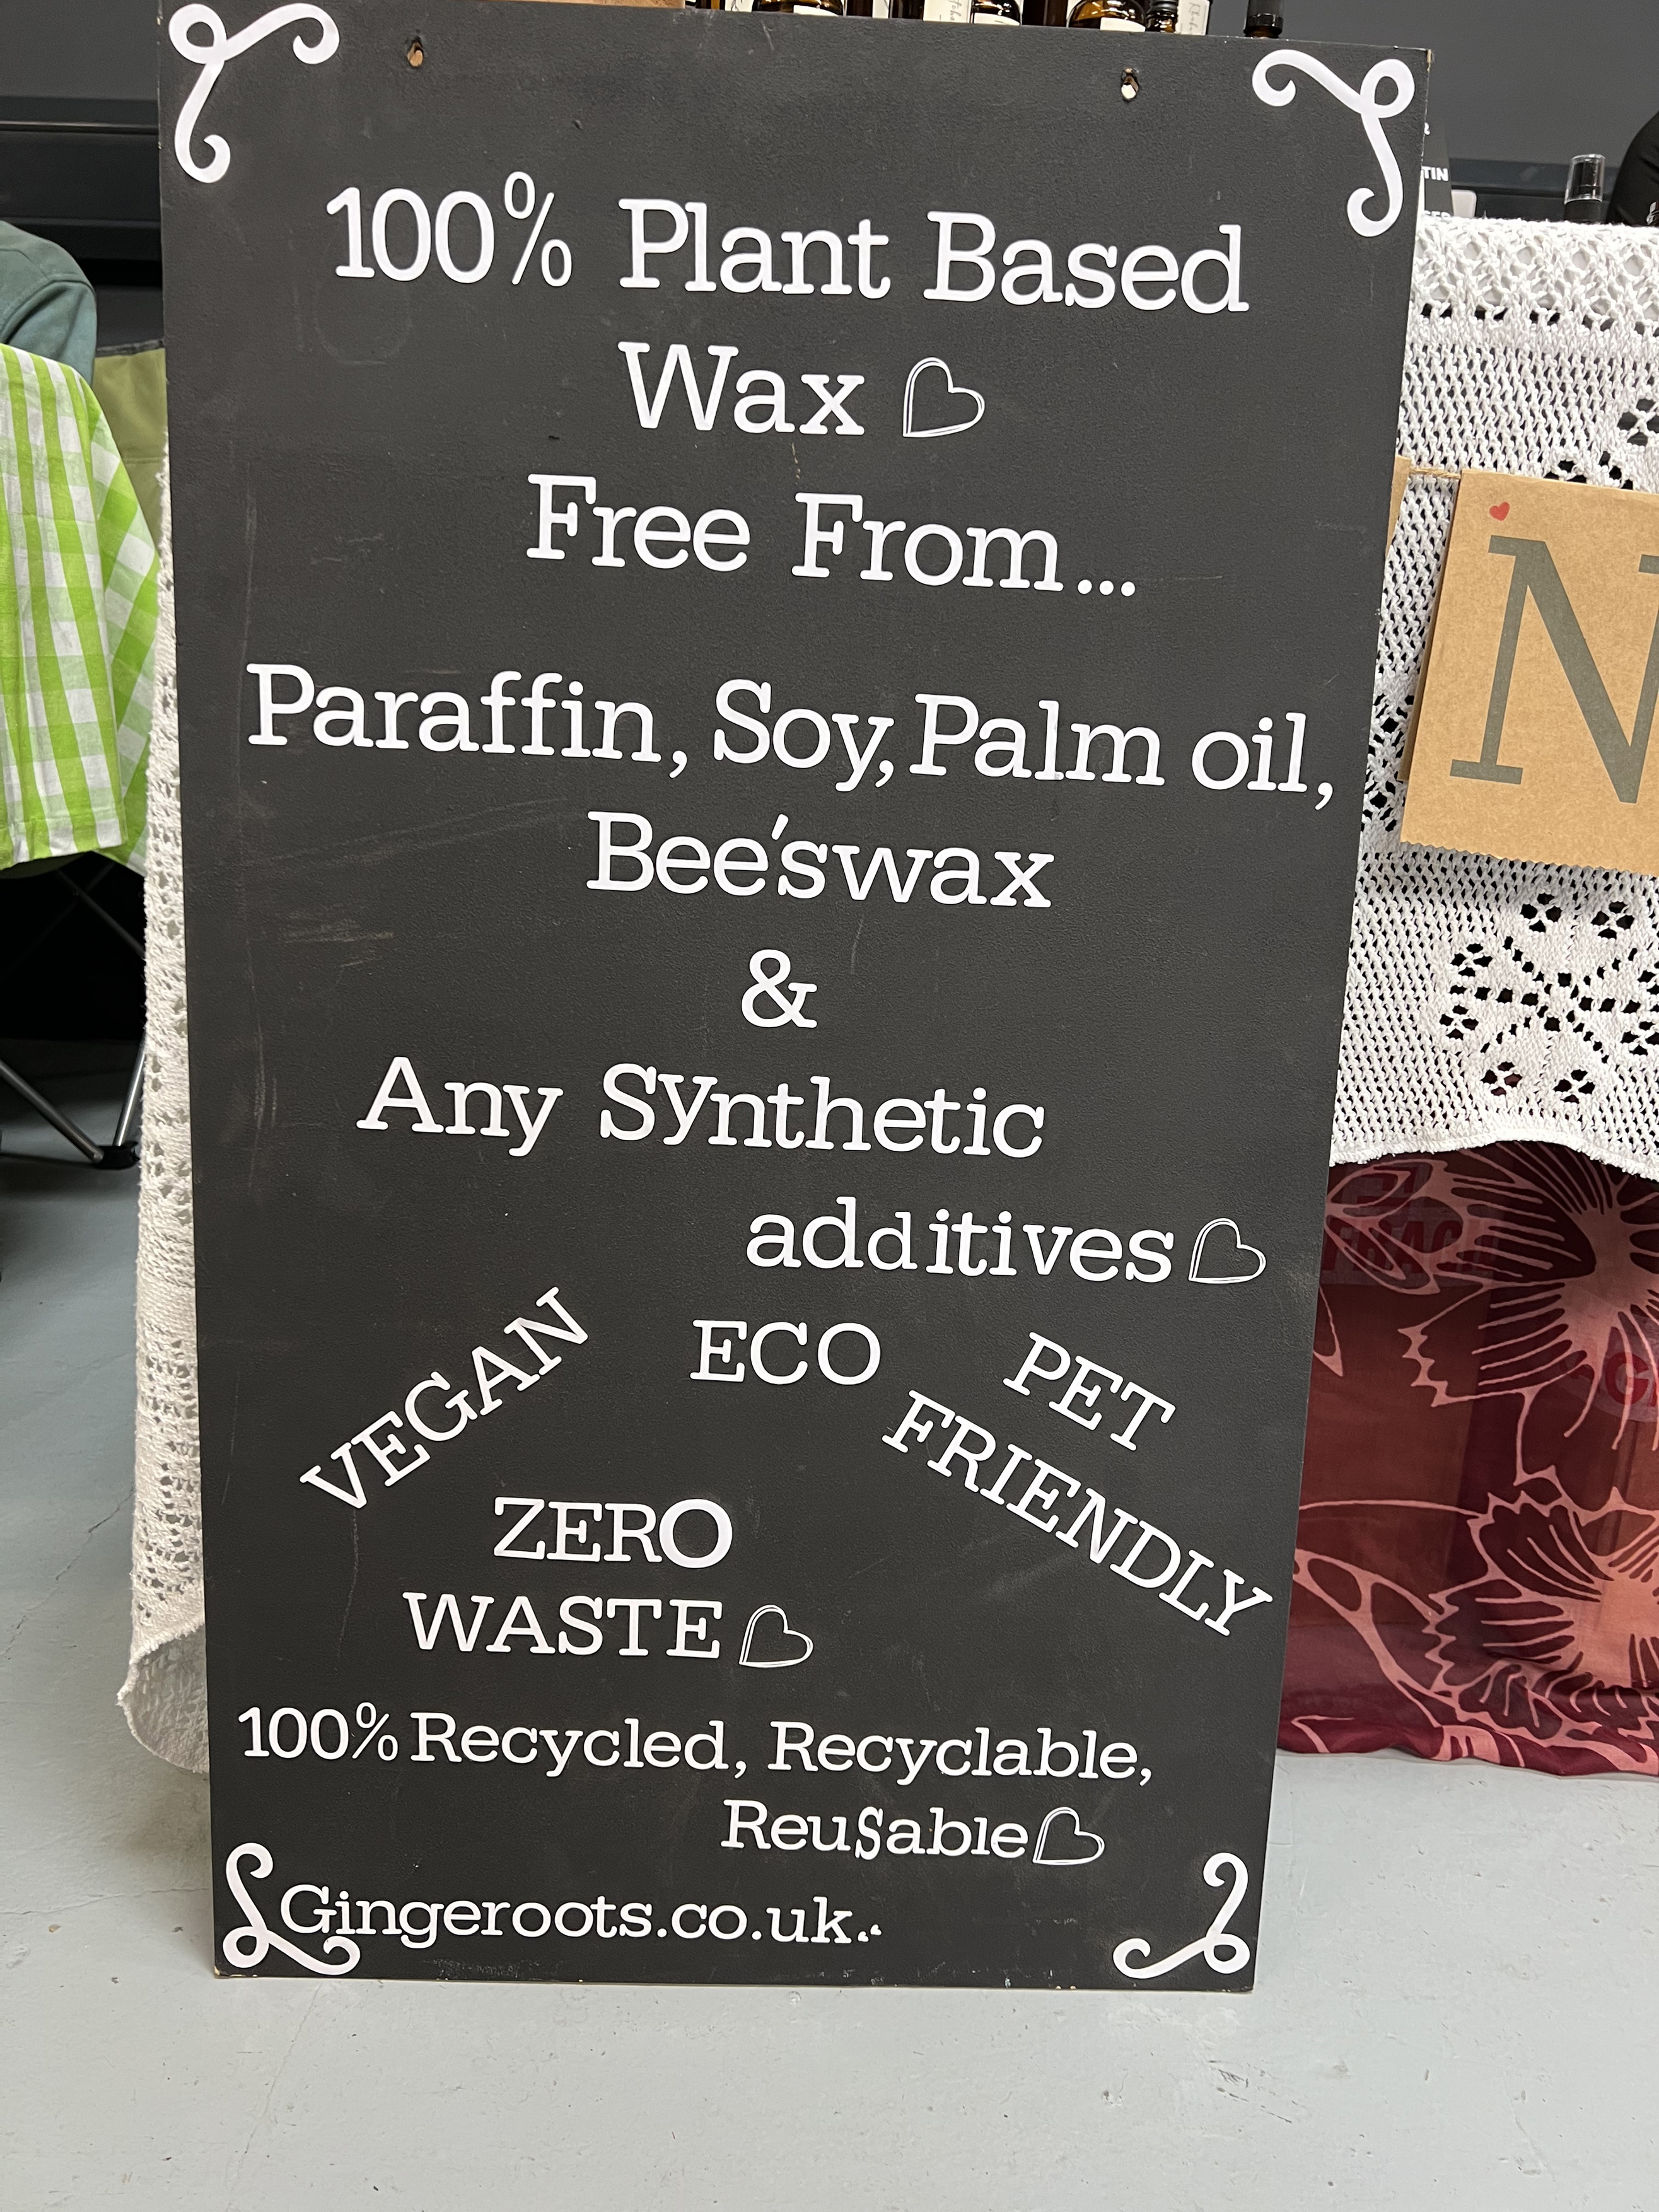 100% Plant Based
Wax
Free From...
Paraffin, Soy, Palm oil,
Bee'swax
&
Any Synthetic
additives
VEGAN
ECO
PET
FRIENDLY
ZERO
WASTE
100% Recycled, Recyclable,
ReuSable
Gingeroots.co.uk.
N
TIN